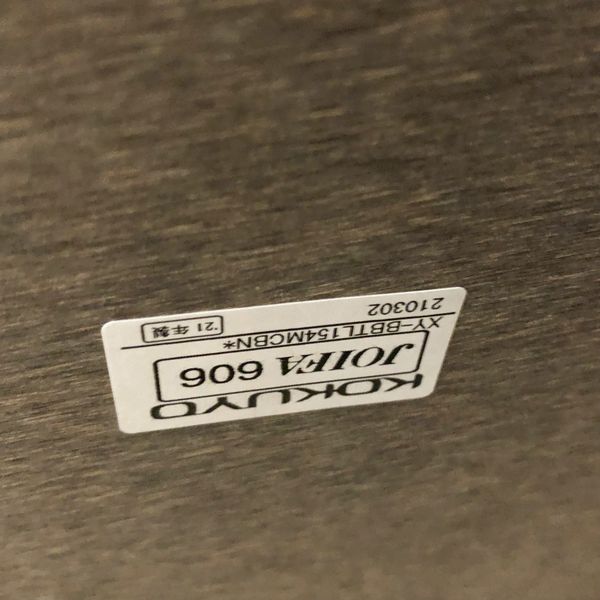 KOKUYO
JOIFA 606
XY-BBTL154MCBN*
210302 '21年製